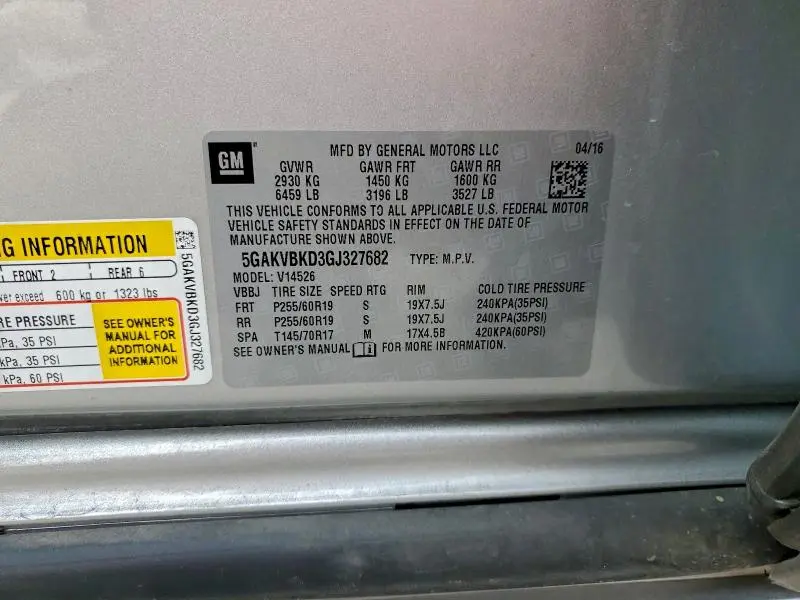 GM
MFD BY GENERAL MOTORS LLC 04/16
GVWR GAWR FRT GAWR RR
2930 KG 1450 KG 1600 KG
6459 LB 3196 LB 3527 LB
THIS VEHICLE CONFORMS TO ALL APPLICABLE U.S. FEDERAL MOTOR
VEHICLE SAFETY STANDARDS IN EFFECT ON THE DATE OF
MANUFACTURE SHOWN ABOVE.
5GAKVBKD3GJ327682 TYPE: M.P.V.
MODEL: V14526
VBBJ TIRE SIZE SPEED RTG RIM COLD TIRE PRESSURE
FRT P255/60R19 S 19X7.5J 240KPA(35PSI)
RR P255/60R19 S 19X7.5J 240KPA(35PSI)
SPA T145/70R17 M 17X4.5B 420KPA(60PSI)
SEE OWNER'S MANUAL FOR MORE INFORMATION.
NG INFORMATION
FRONT 2 REAR 6
ver exceed 600 kg or 1323 lbs
RE PRESSURE
kPa, 35 PSI
kPa, 35 PSI
kPa, 60 PSI
SEE OWNER'S
MANUAL FOR
ADDITIONAL
INFORMATION
5GAKVBKD3GJ327682